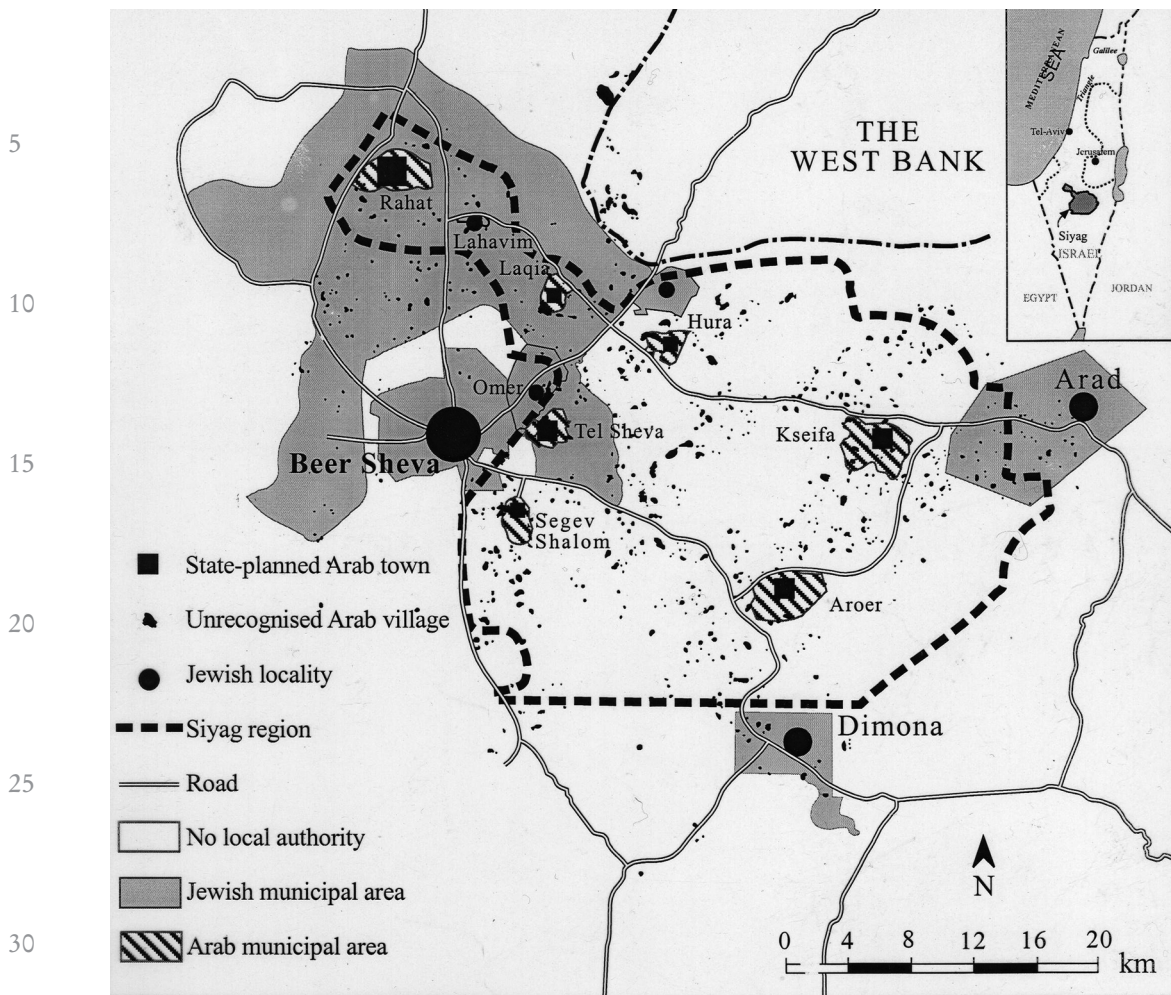 5
10
15
20
25
30
THE
WEST BANK
MEDITERRANEAN
SEA
Galilee
Triangle
Tel-Aviv
Jerusalem
Siyag
ISRAEL
EGYPT
JORDAN
Rahat
Lahavim
Laqia
Hura
Omer
Arad
Tel Sheva
Kseifa
Beer Sheva
Segev
Shalom
Aroer
Dimona
State-planned Arab town
Unrecognised Arab village
Jewish locality
Siyag region
Road
No local authority
Jewish municipal area
Arab municipal area
N
0 4 8 12 16 20
km